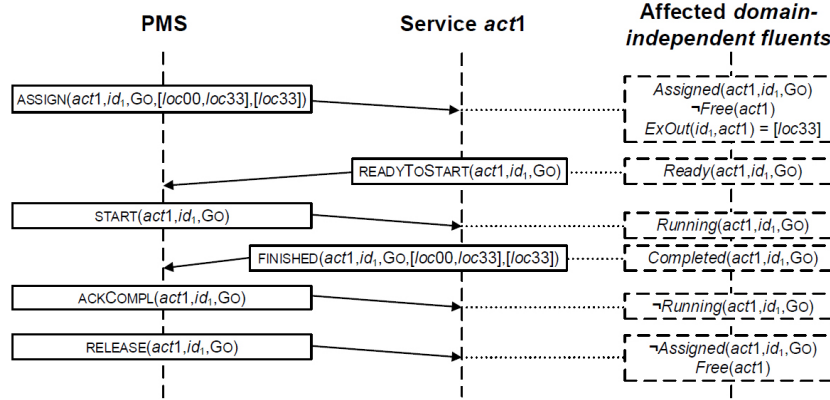 PMS
Service act1
Affected domain-
independent fluents
ASSIGN(act1,id₁,GO,[loc00,loc33],[loc33])
Assigned(act1,id₁,GO)
¬Free(act1)
ExOut(id₁,act1) = [loc33]
READYTOSTART(act1,id₁,GO)
Ready(act1,id₁,GO)
START(act1,id₁,GO)
Running(act1,id₁,GO)
FINISHED(act1,id₁,GO,[loc00,loc33],[loc33])
Completed(act1,id₁,GO)
ACKCOMPL(act1,id₁,GO)
¬Running(act1,id₁,GO)
RELEASE(act1,id₁,GO)
¬Assigned(act1,id₁,GO)
Free(act1)